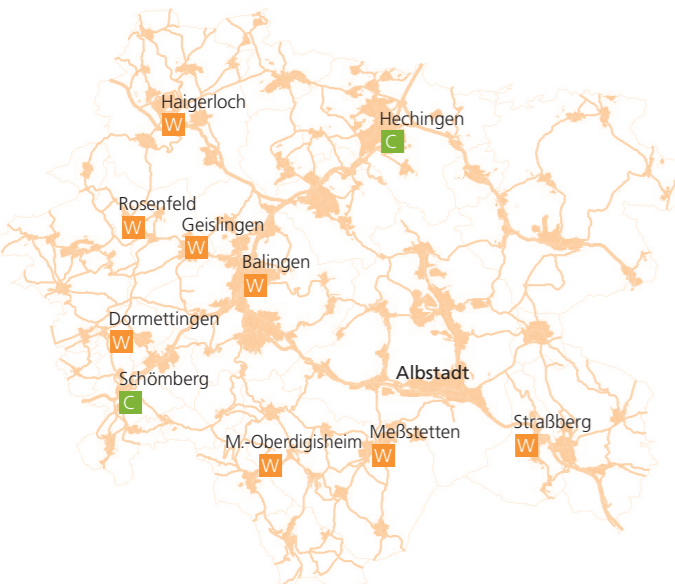 Haigerloch
W
Hechingen
C
Rosenfeld
W
Geislingen
W
Balingen
W
Dormettingen
W
Schömberg
C
Albstadt
M.-Oberdigisheim
W
Meßstetten
W
Straßberg
W